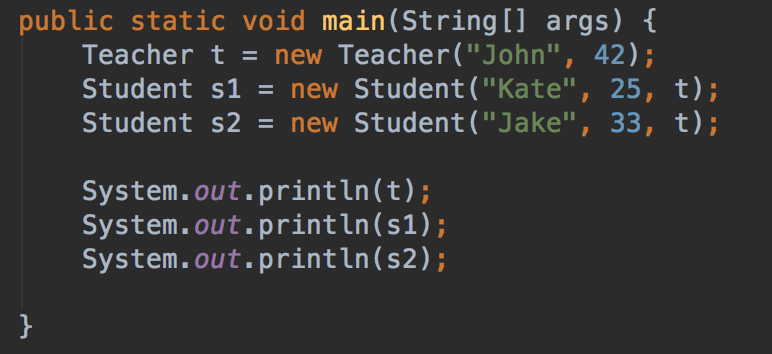 public static void main(String[] args) {
Teacher t = new Teacher("John", 42);
Student s1 = new Student("Kate", 25, t);
Student s2 = new Student("Jake", 33, t);
System.out.println(t);
System.out.println(s1);
System.out.println(s2);
}